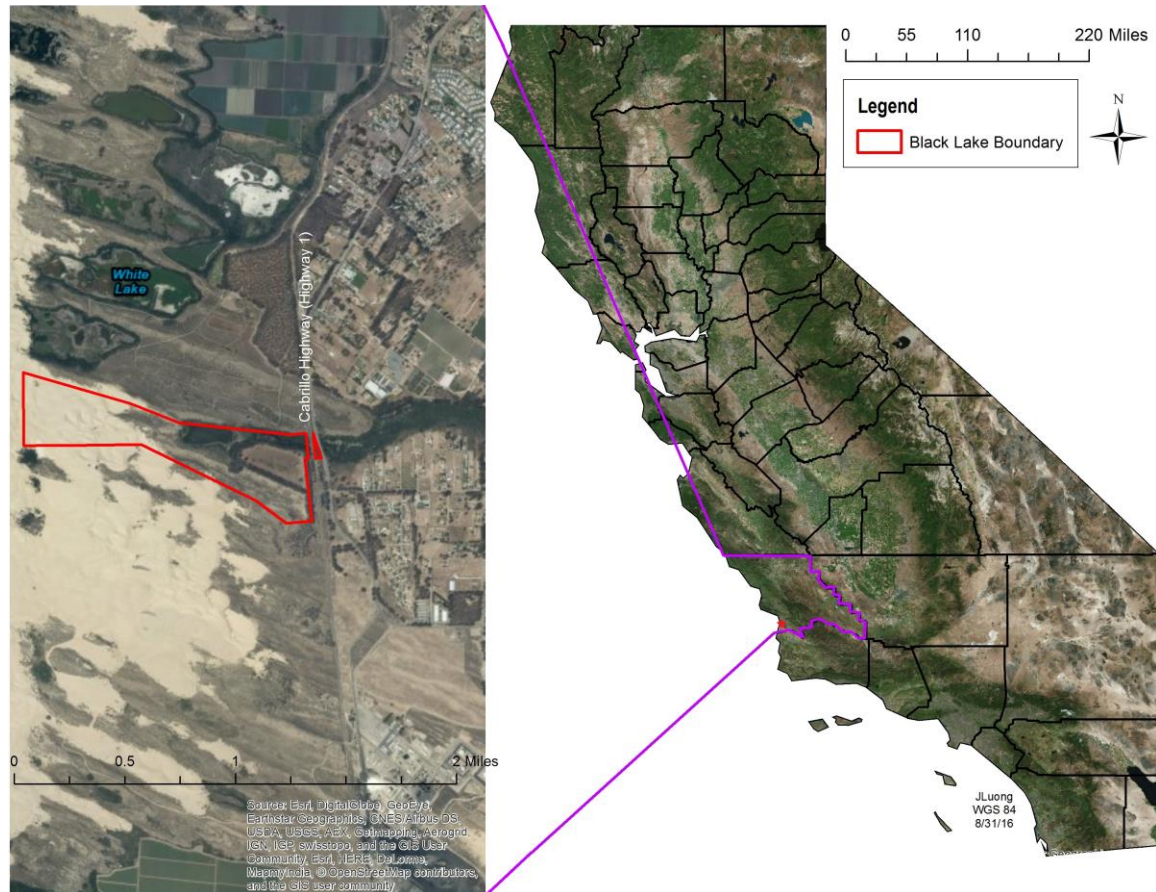 0 55 110 220 Miles
Legend
Black Lake Boundary
N
White
Lake
Cabrillo Highway (Highway 1)
0 0.5 1 2 Miles
Source: Esri, DigitalGlobe, GeoEye,
Earthstar Geographics, CNES/Airbus DS,
USDA, USGS, AEX, Getmapping, Aerogrid,
IGN, IGP, swisstopo, and the GIS User
Community, Esri, HERE, DeLorme,
MapmyIndia, © OpenStreetMap contributors,
and the GIS user community
JLuong
WGS 84
8/31/16